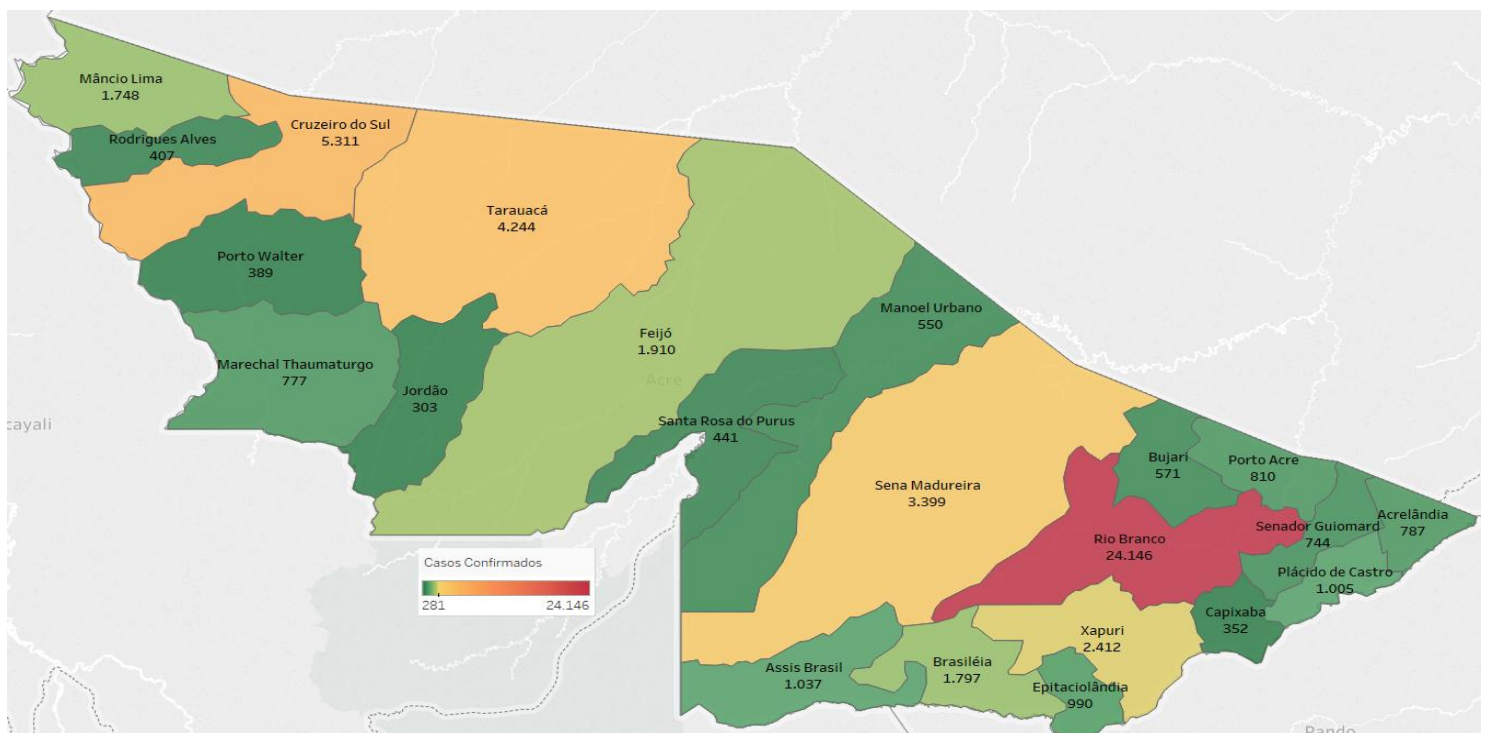 Mâncio Lima
1.748
Rodrigues Alves
407
Cruzeiro do Sul
5.311
Tarauacá
4.244
Porto Walter
389
Marechal Thaumaturgo
777
Jordão
303
Feijó
1.910
Acre
Manoel Urbano
550
Santa Rosa do Purus
441
cayali
Sena Madureira
3.399
Bujari
571
Porto Acre
810
Rio Branco
24.146
Senador Guiomard
744
Acrelândia
787
Plácido de Castro
1.005
Capixaba
352
Xapuri
2.412
Assis Brasil
1.037
Brasiléia
1.797
Epitaciolândia
990
Casos Confirmados
281 24.146
Pando